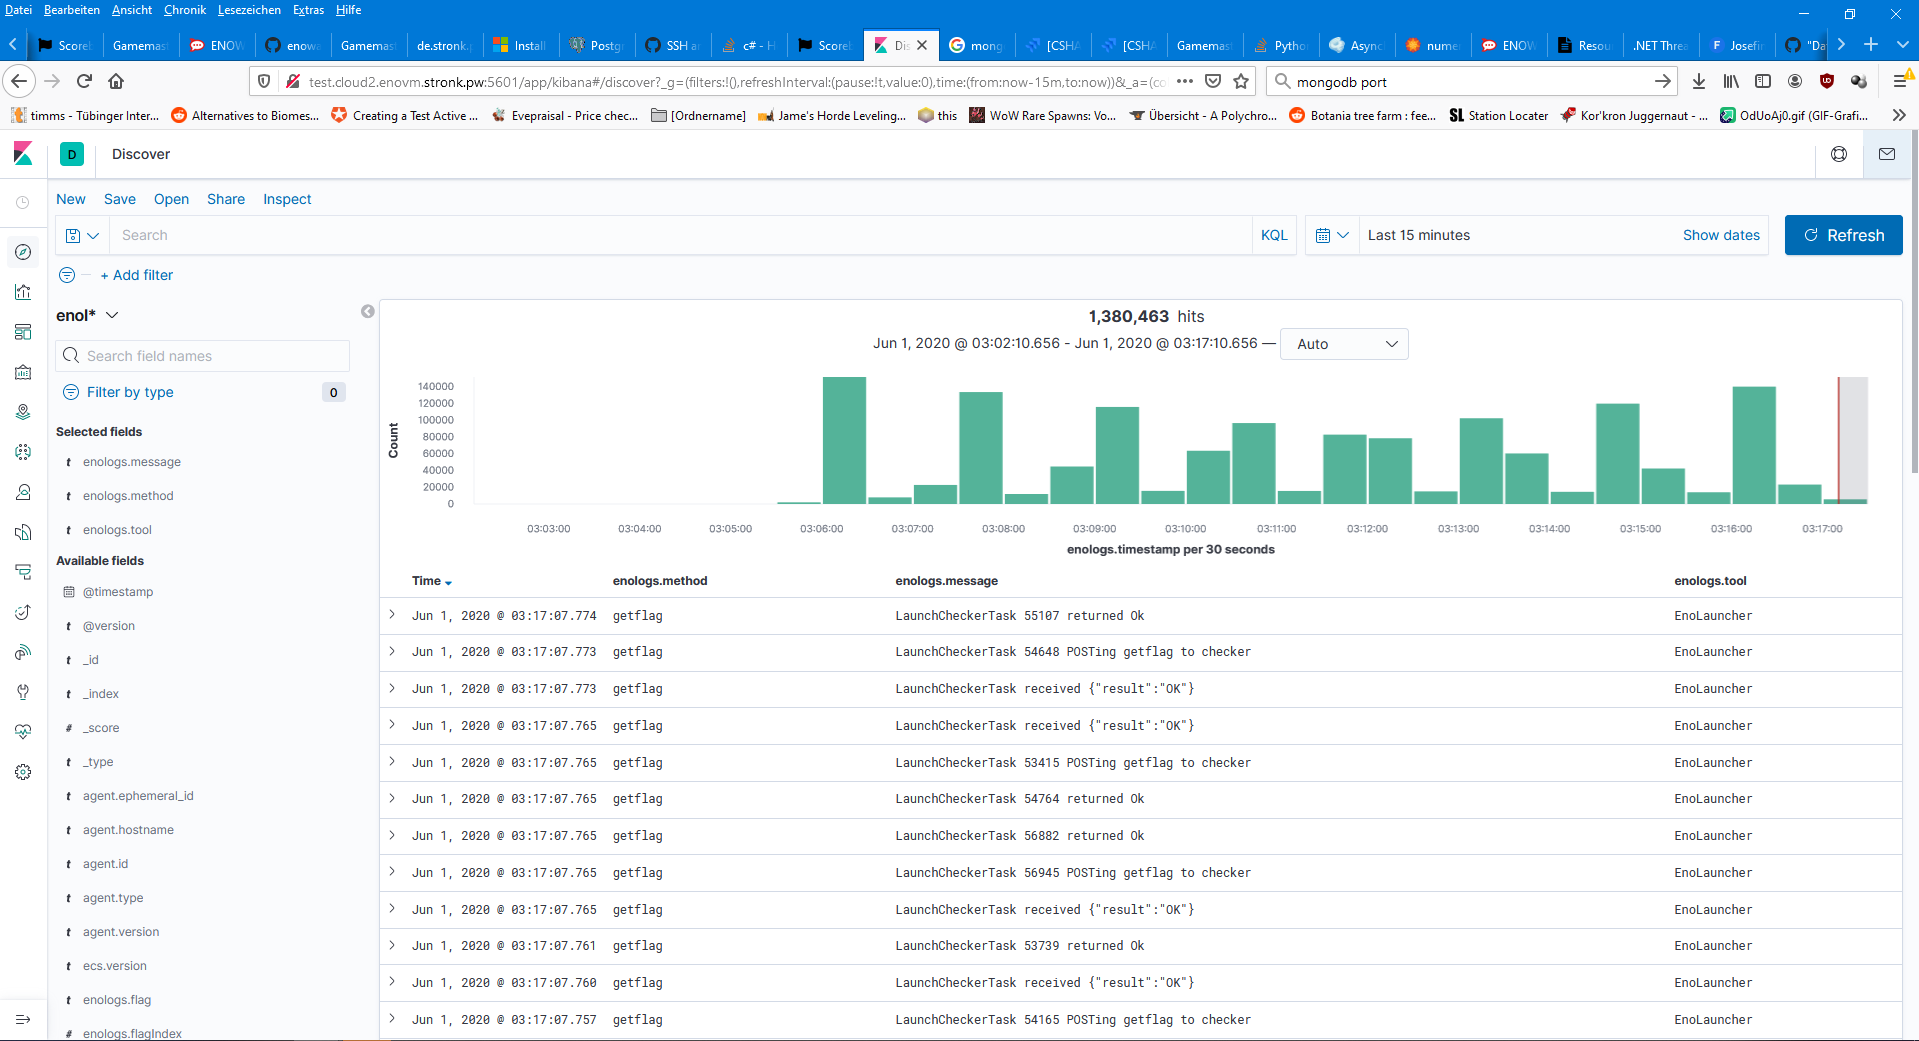 Datei Bearbeiten Ansicht Chronik Lesezeichen Extras Hilfe
Score Gamemas ENOW enowa Gamemas de.stronk. Install Postg SSH a c# - H Score Dis mong [CSHA [CSHA Gamemas Pytho Async nume ENOW Resou .NET Threa Josefin "Da
test.cloud2.enovm.stronk.pw:5601/app/kibana#/discover?_g=(filters:!(),refreshInterval:(pause:!t,value:0),time:(from:now-15m,to:now))&_a=(co mongodb port
timms - Tübinger Inter... Alternatives to Biomes... Creating a Test Active ... Evepraisal - Price chec... [Ordnername] Jame's Horde Leveling... this WoW Rare Spawns: Vo... Übersicht - A Polychro... Botania tree farm : fee... SL Station Locater Kor'kron Juggernaut - ... OdUoAj0.gif (GIF-Grafi...
D Discover
New Save Open Share Inspect
Search KQL Last 15 minutes Show dates Refresh
+ Add filter
enol*
Search field names
Filter by type 0
Selected fields
t enologs.message
t enologs.method
t enologs.tool
Available fields
@timestamp
t @version
t _id
t _index
# _score
t _type
t agent.ephemeral_id
t agent.hostname
t agent.id
t agent.type
t agent.version
t ecs.version
t enologs.flag
# enologs.flagIndex
1,380,463 hits
Jun 1, 2020 @ 03:02:10.656 - Jun 1, 2020 @ 03:17:10.656 — Auto
140000
120000
100000
80000
60000
40000
20000
0
Count
03:03:00 03:04:00 03:05:00 03:06:00 03:07:00 03:08:00 03:09:00 03:10:00 03:11:00 03:12:00 03:13:00 03:14:00 03:15:00 03:16:00 03:17:00
enologs.timestamp per 30 seconds
Time enologs.method enologs.message enologs.tool
Jun 1, 2020 @ 03:17:07.774 getflag LaunchCheckerTask 55107 returned Ok EnoLauncher
Jun 1, 2020 @ 03:17:07.773 getflag LaunchCheckerTask 54648 POSTing getflag to checker EnoLauncher
Jun 1, 2020 @ 03:17:07.773 getflag LaunchCheckerTask received {"result":"OK"} EnoLauncher
Jun 1, 2020 @ 03:17:07.765 getflag LaunchCheckerTask received {"result":"OK"} EnoLauncher
Jun 1, 2020 @ 03:17:07.765 getflag LaunchCheckerTask 53415 POSTing getflag to checker EnoLauncher
Jun 1, 2020 @ 03:17:07.765 getflag LaunchCheckerTask 54764 returned Ok EnoLauncher
Jun 1, 2020 @ 03:17:07.765 getflag LaunchCheckerTask 56882 returned Ok EnoLauncher
Jun 1, 2020 @ 03:17:07.765 getflag LaunchCheckerTask 56945 POSTing getflag to checker EnoLauncher
Jun 1, 2020 @ 03:17:07.765 getflag LaunchCheckerTask received {"result":"OK"} EnoLauncher
Jun 1, 2020 @ 03:17:07.761 getflag LaunchCheckerTask 53739 returned Ok EnoLauncher
Jun 1, 2020 @ 03:17:07.760 getflag LaunchCheckerTask received {"result":"OK"} EnoLauncher
Jun 1, 2020 @ 03:17:07.757 getflag LaunchCheckerTask 54165 POSTing getflag to checker EnoLauncher